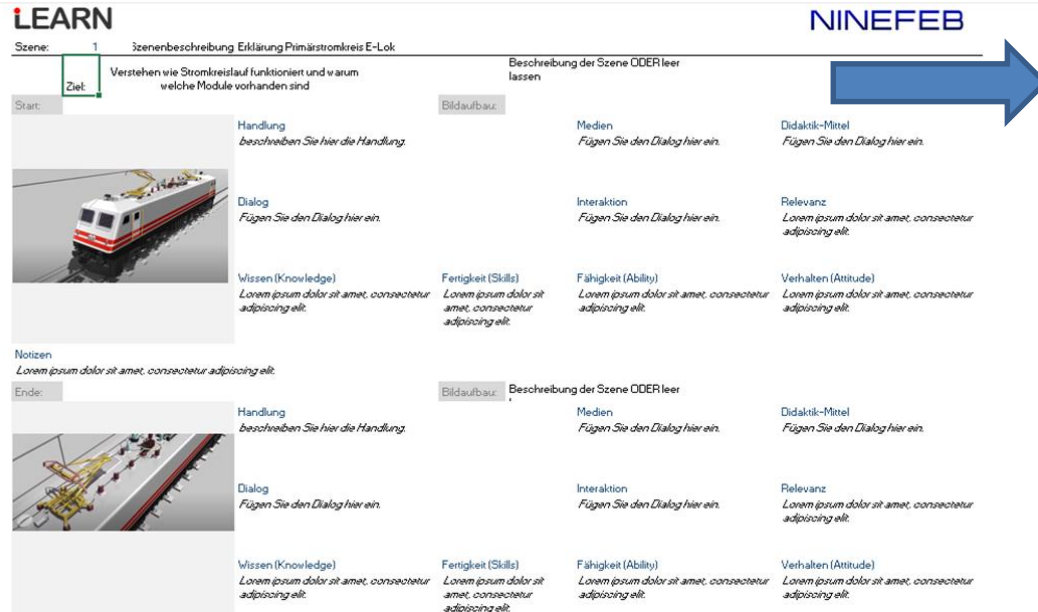 iLEARN
NINEFEB
Szene: 1 Szenenbeschreibung Erklärung Primärstromkreis E-Lok
Ziel: Verstehen wie Stromkreislauf funktioniert und warum
welche Module vorhanden sind
Beschreibung der Szene ODER leer
lassen
Start: Bildaufbau:
Handlung Medien Didaktik-Mittel
beschreiben Sie hier die Handlung. Fügen Sie den Dialog hier ein. Fügen Sie den Dialog hier ein.
Dialog Interaktion Relevanz
Fügen Sie den Dialog hier ein. Fügen Sie den Dialog hier ein. Lorem ipsum dolor sit amet, consectetur
adipiscing elit.
Wissen (Knowledge) Fertigkeit (Skills) Fähigkeit (Ability) Verhalten (Attitude)
Lorem ipsum dolor sit amet, consectetur Lorem ipsum dolor sit Lorem ipsum dolor sit amet, consectetur Lorem ipsum dolor sit amet, consectetur
adipiscing elit. amet, consectetur adipiscing elit. adipiscing elit.
adipiscing elit.
Notizen
Lorem ipsum dolor sit amet, consectetur adipiscing elit.
Ende: Bildaufbau: Beschreibung der Szene ODER leer
Handlung Medien Didaktik-Mittel
beschreiben Sie hier die Handlung. Fügen Sie den Dialog hier ein. Fügen Sie den Dialog hier ein.
Dialog Interaktion Relevanz
Fügen Sie den Dialog hier ein. Fügen Sie den Dialog hier ein. Lorem ipsum dolor sit amet, consectetur
adipiscing elit.
Wissen (Knowledge) Fertigkeit (Skills) Fähigkeit (Ability) Verhalten (Attitude)
Lorem ipsum dolor sit amet, consectetur Lorem ipsum dolor sit Lorem ipsum dolor sit amet, consectetur Lorem ipsum dolor sit amet, consectetur
adipiscing elit. amet, consectetur adipiscing elit. adipiscing elit.
adipiscing elit.